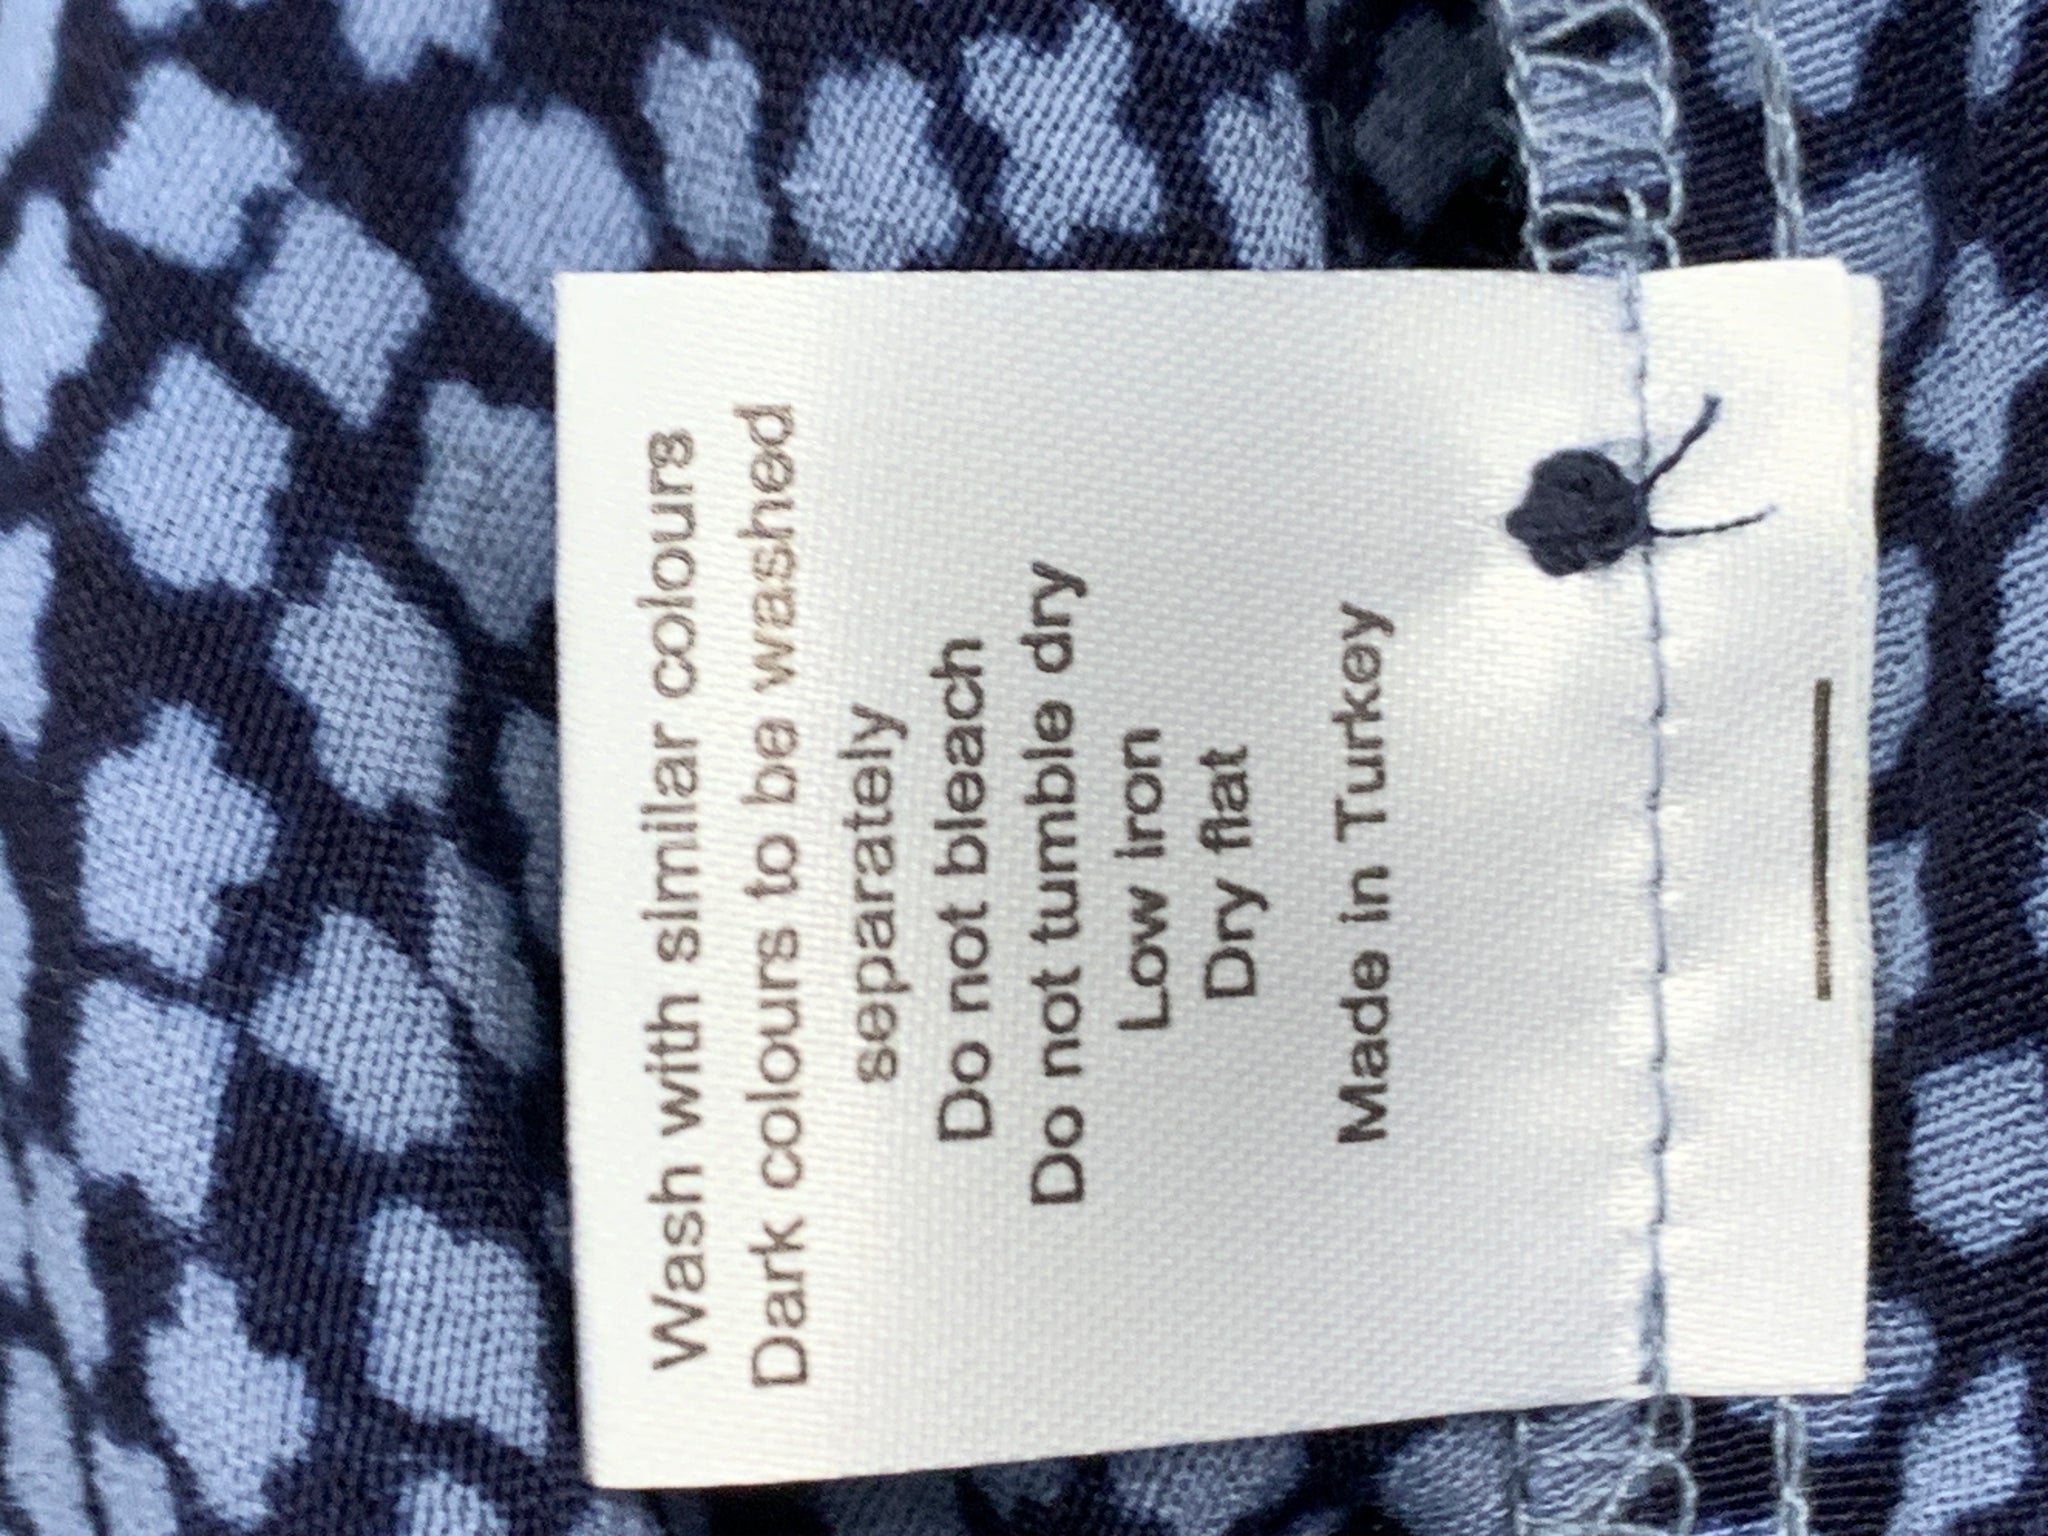 Wash with similar colours
Dark colours to be washed
separately
Do not bleach
Do not tumble dry
Low iron
Dry flat
Made in Turkey